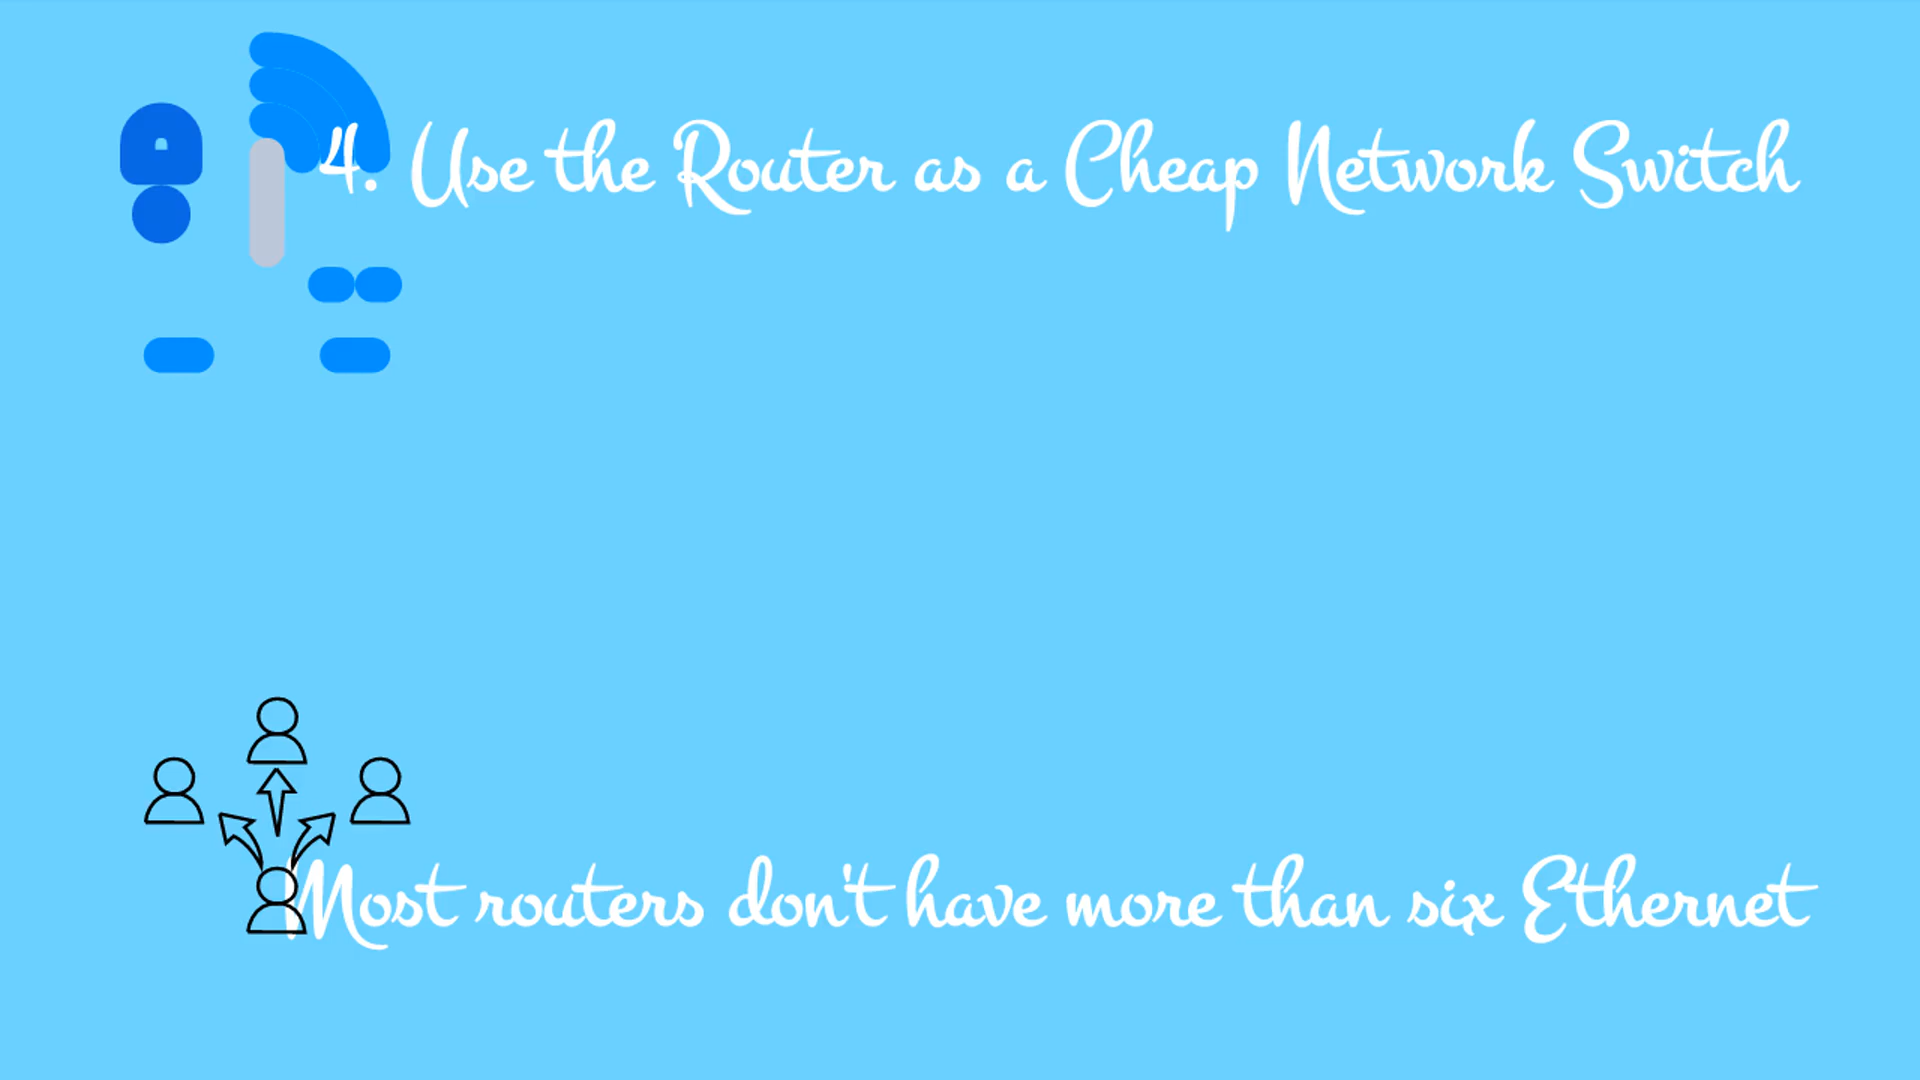 4. Use the Router as a Cheap Network Switch
Most routers don't have more than six Ethernet